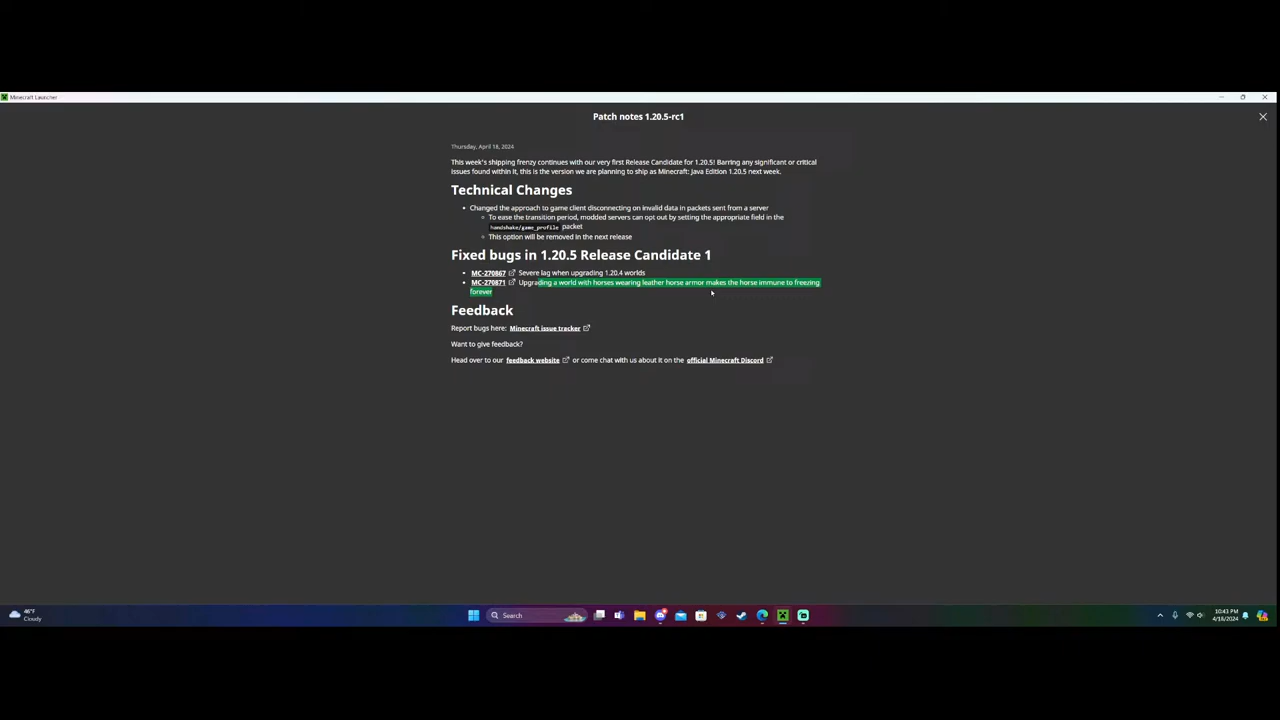 Minecraft Launcher
Patch notes 1.20.5-rc1
Thursday, April 18, 2024
This week's shipping frenzy continues with our very first Release Candidate for 1.20.5! Barring any significant or critical
issues found within it, this is the version we are planning to ship as Minecraft: Java Edition 1.20.5 next week.
Technical Changes
Changed the approach to game client disconnecting on invalid data in packets sent from a server
To ease the transition period, modded servers can opt out by setting the appropriate field in the
handshake/game_profile packet
This option will be removed in the next release
Fixed bugs in 1.20.5 Release Candidate 1
MC-270867 Severe lag when upgrading 1.20.4 worlds
MC-270871 Upgrading a world with horses wearing leather horse armor makes the horse immune to freezing
forever
Feedback
Report bugs here: Minecraft issue tracker
Want to give feedback?
Head over to our feedback website or come chat with us about it on the official Minecraft Discord
46°F
Cloudy
Search
10:43 PM
4/18/2024